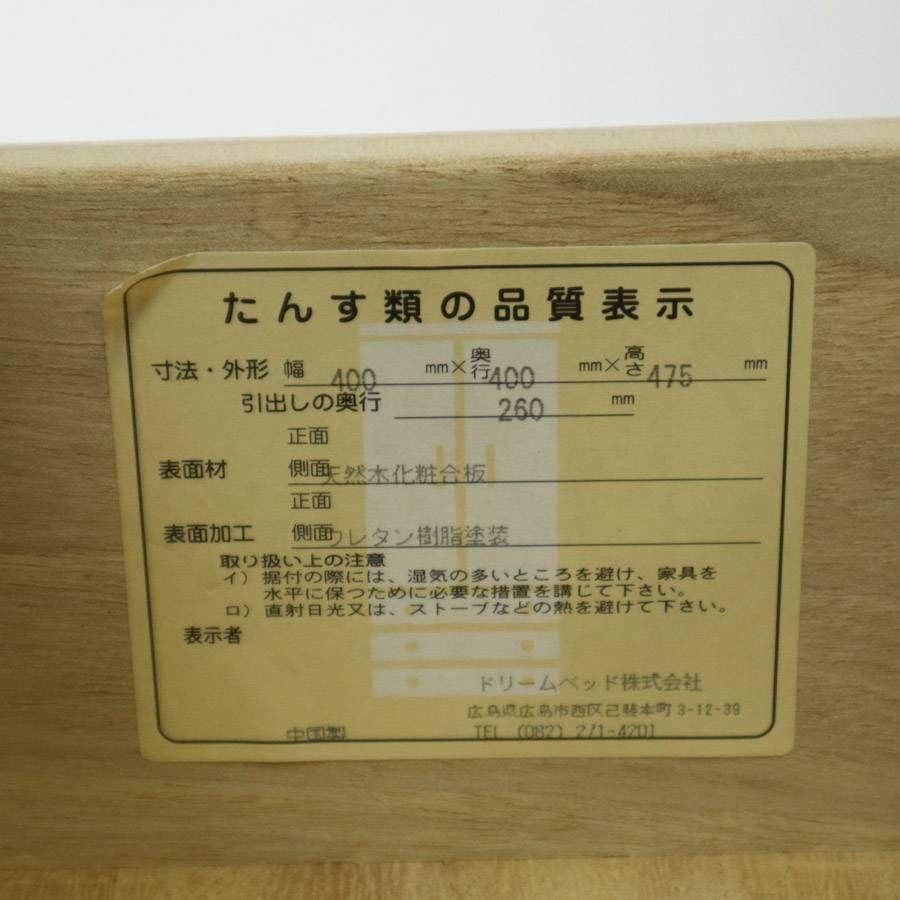 たんす類の品質表示
寸法・外形 幅 400 mm×奥行400 mm×高さ475 mm
引出しの奥行 260 mm
正面
表面材 側面 天然木化粧合板
正面
表面加工 側面 ウレタン樹脂塗装
取り扱い上の注意
イ）据付の際には、湿気の多いところを避け、家具を
水平に保つために必要な措置を講じて下さい。
ロ）直射日光又は、ストーブなどの熱を避けて下さい。
表示者
ドリームベッド株式会社
広島県広島市西区己斐本町3-12-39
中国製 TEL (082) 271-4201